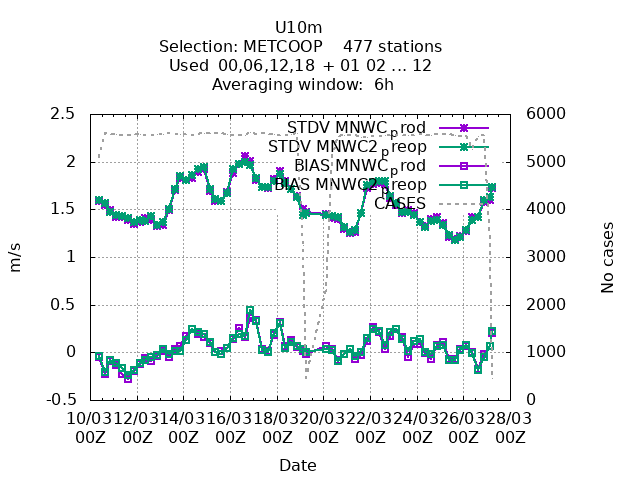 U10m
Selection: METCOOP 477 stations
Used 00,06,12,18 + 01 02 ... 12
Averaging window: 6h
2.5
2
1.5
1
0.5
0
-0.5
m/s
6000
5000
4000
3000
2000
1000
0
No cases
STDV MNWC_prod
STDV MNWC2_preop
BIAS MNWC_prod
BIAS MNWC2_preop
CASES
10/03 12/03 14/03 16/03 18/03 20/03 22/03 24/03 26/03 28/03
00Z 00Z 00Z 00Z 00Z 00Z 00Z 00Z 00Z 00Z
Date